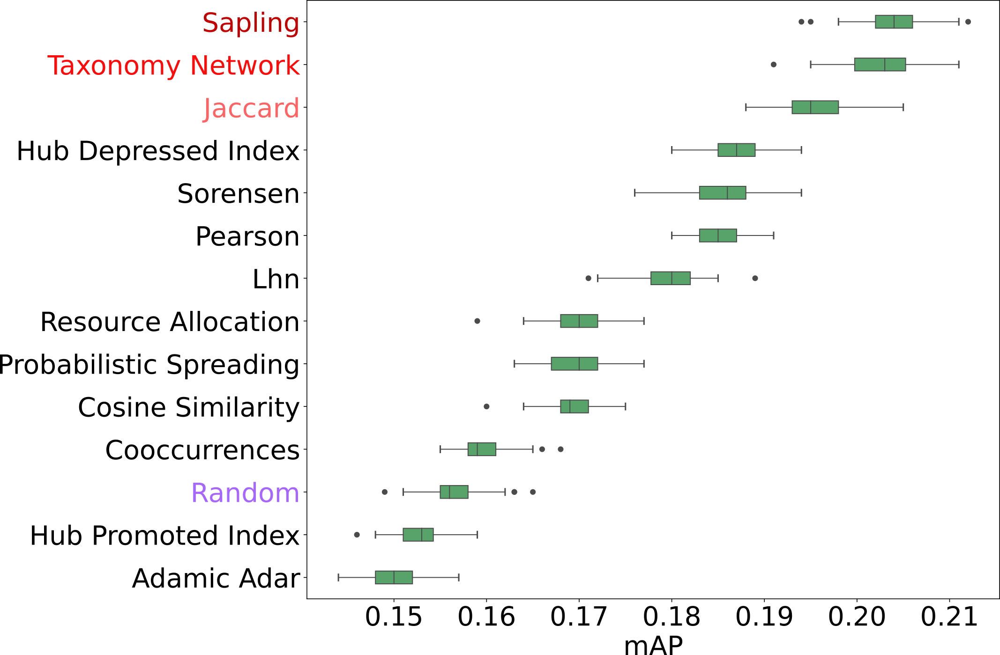 Sapling
Taxonomy Network
Jaccard
Hub Depressed Index
Sorensen
Pearson
Lhn
Resource Allocation
Probabilistic Spreading
Cosine Similarity
Cooccurrences
Random
Hub Promoted Index
Adamic Adar
0.15 0.16 0.17 0.18 0.19 0.20 0.21
mAP